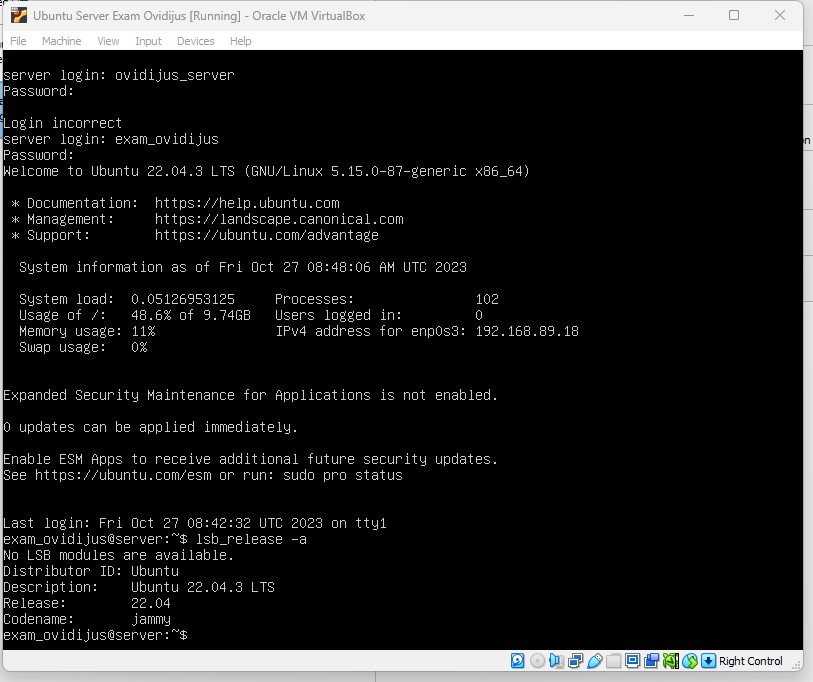 Ubuntu Server Exam Ovidijus [Running] - Oracle VM VirtualBox
File Machine View Input Devices Help
server login: ovidijus_server
Password:
Login incorrect
server login: exam_ovidijus
Password:
Welcome to Ubuntu 22.04.3 LTS (GNU/Linux 5.15.0-87-generic x86_64)
* Documentation: https://help.ubuntu.com
* Management: https://landscape.canonical.com
* Support: https://ubuntu.com/advantage
System information as of Fri Oct 27 08:48:06 AM UTC 2023
System load: 0.05126953125 Processes: 102
Usage of /: 48.6% of 9.74GB Users logged in: 0
Memory usage: 11% IPv4 address for enp0s3: 192.168.89.18
Swap usage: 0%
Expanded Security Maintenance for Applications is not enabled.
0 updates can be applied immediately.
Enable ESM Apps to receive additional future security updates.
See https://ubuntu.com/esm or run: sudo pro status
Last login: Fri Oct 27 08:42:32 UTC 2023 on tty1
exam_ovidijus@server:~$ lsb_release -a
No LSB modules are available.
Distributor ID: Ubuntu
Description: Ubuntu 22.04.3 LTS
Release: 22.04
Codename: jammy
exam_ovidijus@server:~$
Right Control